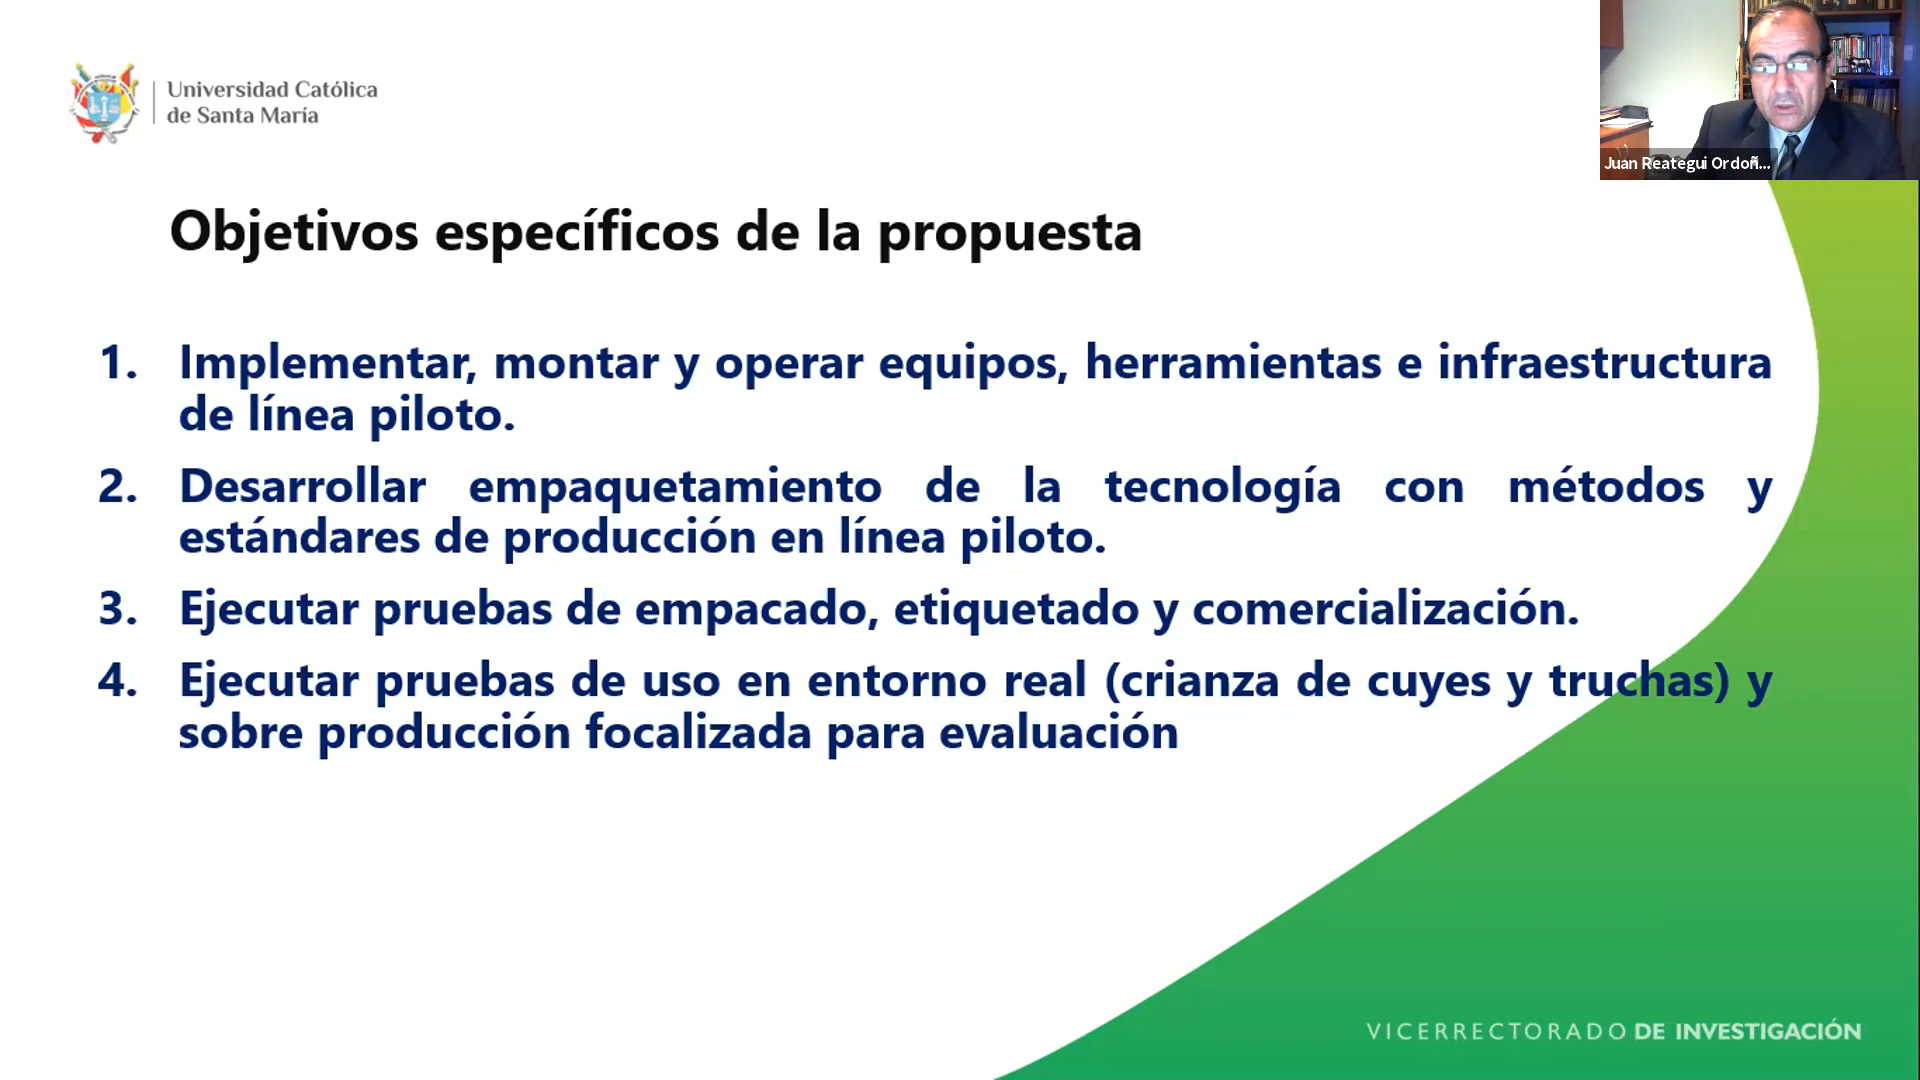 Universidad Católica
de Santa María
Juan Reategui Ordoñ...
Objetivos específicos de la propuesta
1. Implementar, montar y operar equipos, herramientas e infraestructura
de línea piloto.
2. Desarrollar empaquetamiento de la tecnología con métodos y
estándares de producción en línea piloto.
3. Ejecutar pruebas de empacado, etiquetado y comercialización.
4. Ejecutar pruebas de uso en entorno real (crianza de cuyes y truchas) y
sobre producción focalizada para evaluación
VICERRECTORADO DE INVESTIGACIÓN